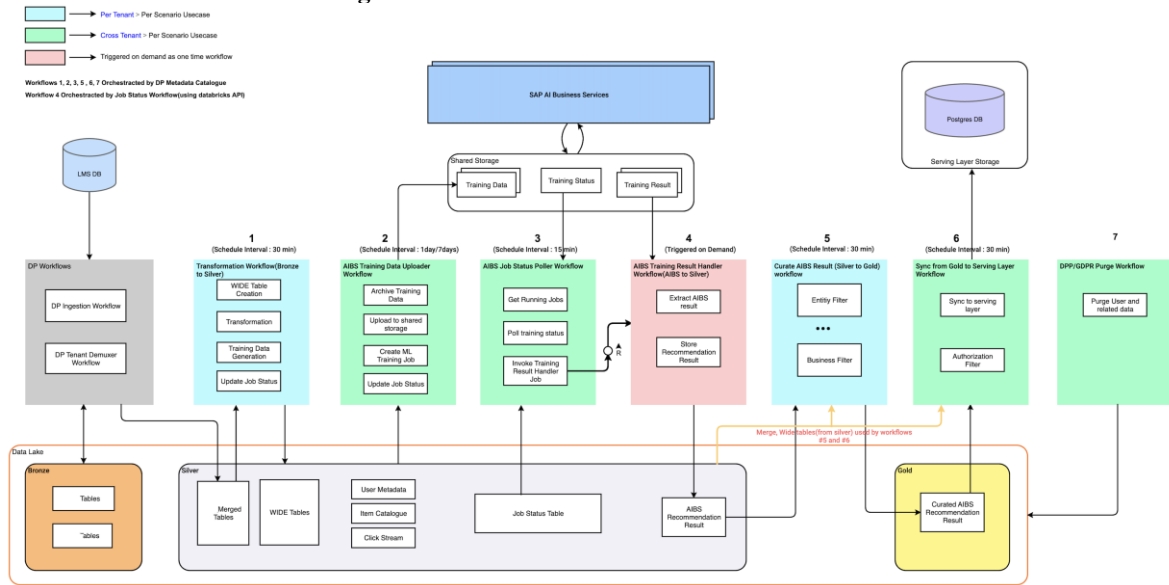 g
Per Tenant > Per Scenario Usecase
Cross Tenant > Per Scenario Usecase
Triggered on demand as one time workflow
Workflows 1, 2, 3, 5 , 6, 7 Orchestracted by DP Metadata Catalogue
Workflow 4 Orchestracted by Job Status Workflow(using databricks API)
SAP AI Business Services
Postgres DB
Serving Layer Storage
LMS DB
Shared Storage
Training Data
Training Status
Training Result
1
(Schedule Interval : 30 min)
2
(Schedule Interval : 1day/7days)
3
(Schedule Interval : 15min)
4
(Triggered on Demand)
5
(Schedule Interval : 30 min)
6
(Schedule Interval : 30 min)
7
DP Workflows
DP Ingestion Workflow
DP Tenant Demuxer
Workflow
Transformation Workflow(Bronze
to Silver)
WIDE Table
Creation
Transformation
Training Data
Generation
Update Job Status
AIBS Training Data Uploader
Workflow
Archive Training
Data
Upload to shared
storage
Create ML
Training Job
Update Job Status
AIBS Job Status Poller Workflow
Get Running Jobs
Poll training status
Invoke Training
Result Handler
Job
R
AIBS Training Result Handler
Workflow(AIBS to Silver)
Extract AIBS
result
Store
Recommendation
Result
Curate AIBS Result (Silver to Gold)
workflow
Entitiy Filter
•••
Business Filter
Sync from Gold to Serving Layer
Workflow
Sync to serving
layer
Authorization
Filter
DPP/GDPR Purge Workflow
Purge User and
related data
Merge, Widetables(from silver) used by workflows
#5 and #6
Data Lake
Bronze
Tables
Tables
Silver
Merged
Tables
WIDE Tables
User Metadata
Item Catalogue
Click Stream
Job Status Table
AIBS
Recommendation
Result
Gold
Curated AIBS
Recommendation
Result